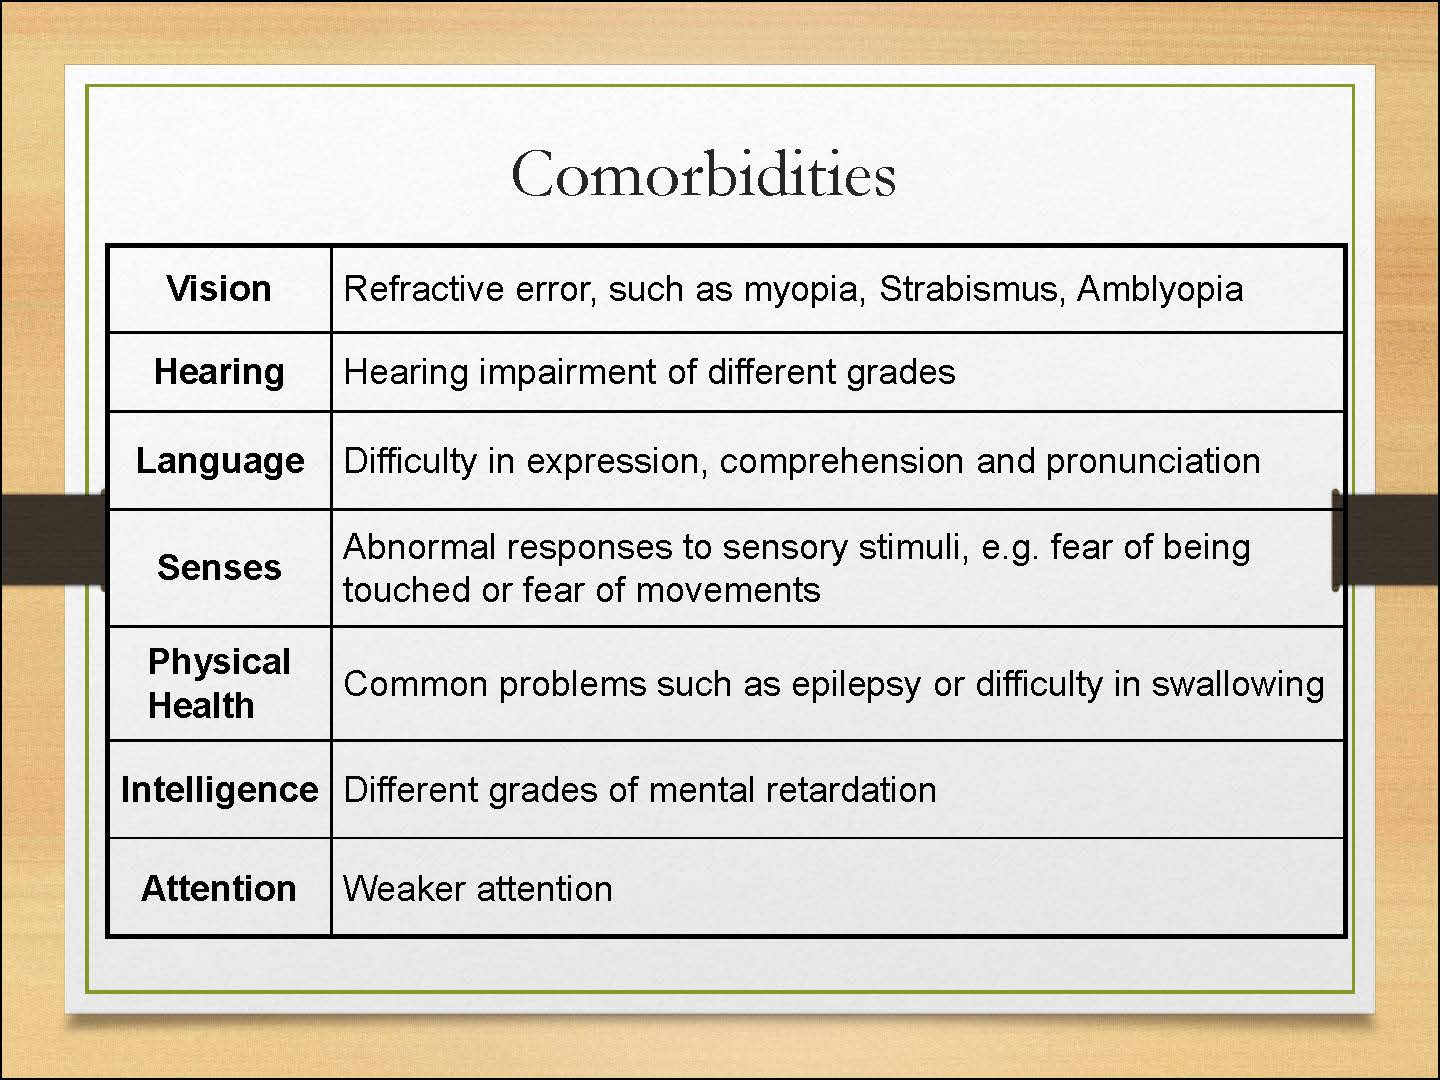 Comorbidities
Vision
Refractive error, such as myopia, Strabismus, Amblyopia
Hearing
Hearing impairment of different grades
Language
Difficulty in expression, comprehension and pronunciation
Senses
Abnormal responses to sensory stimuli, e.g. fear of being
touched or fear of movements
Physical
Health
Common problems such as epilepsy or difficulty in swallowing
Intelligence
Different grades of mental retardation
Attention
Weaker attention